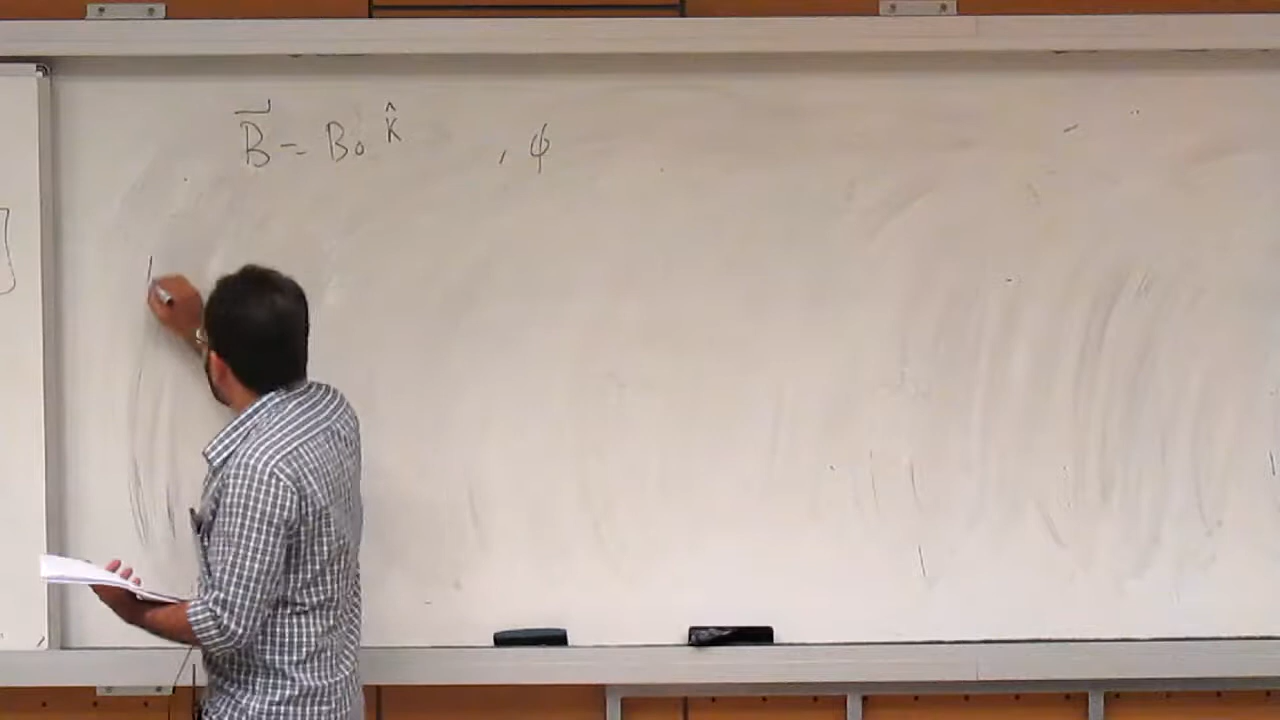 B⃗ = B₀ k̂ , ψ